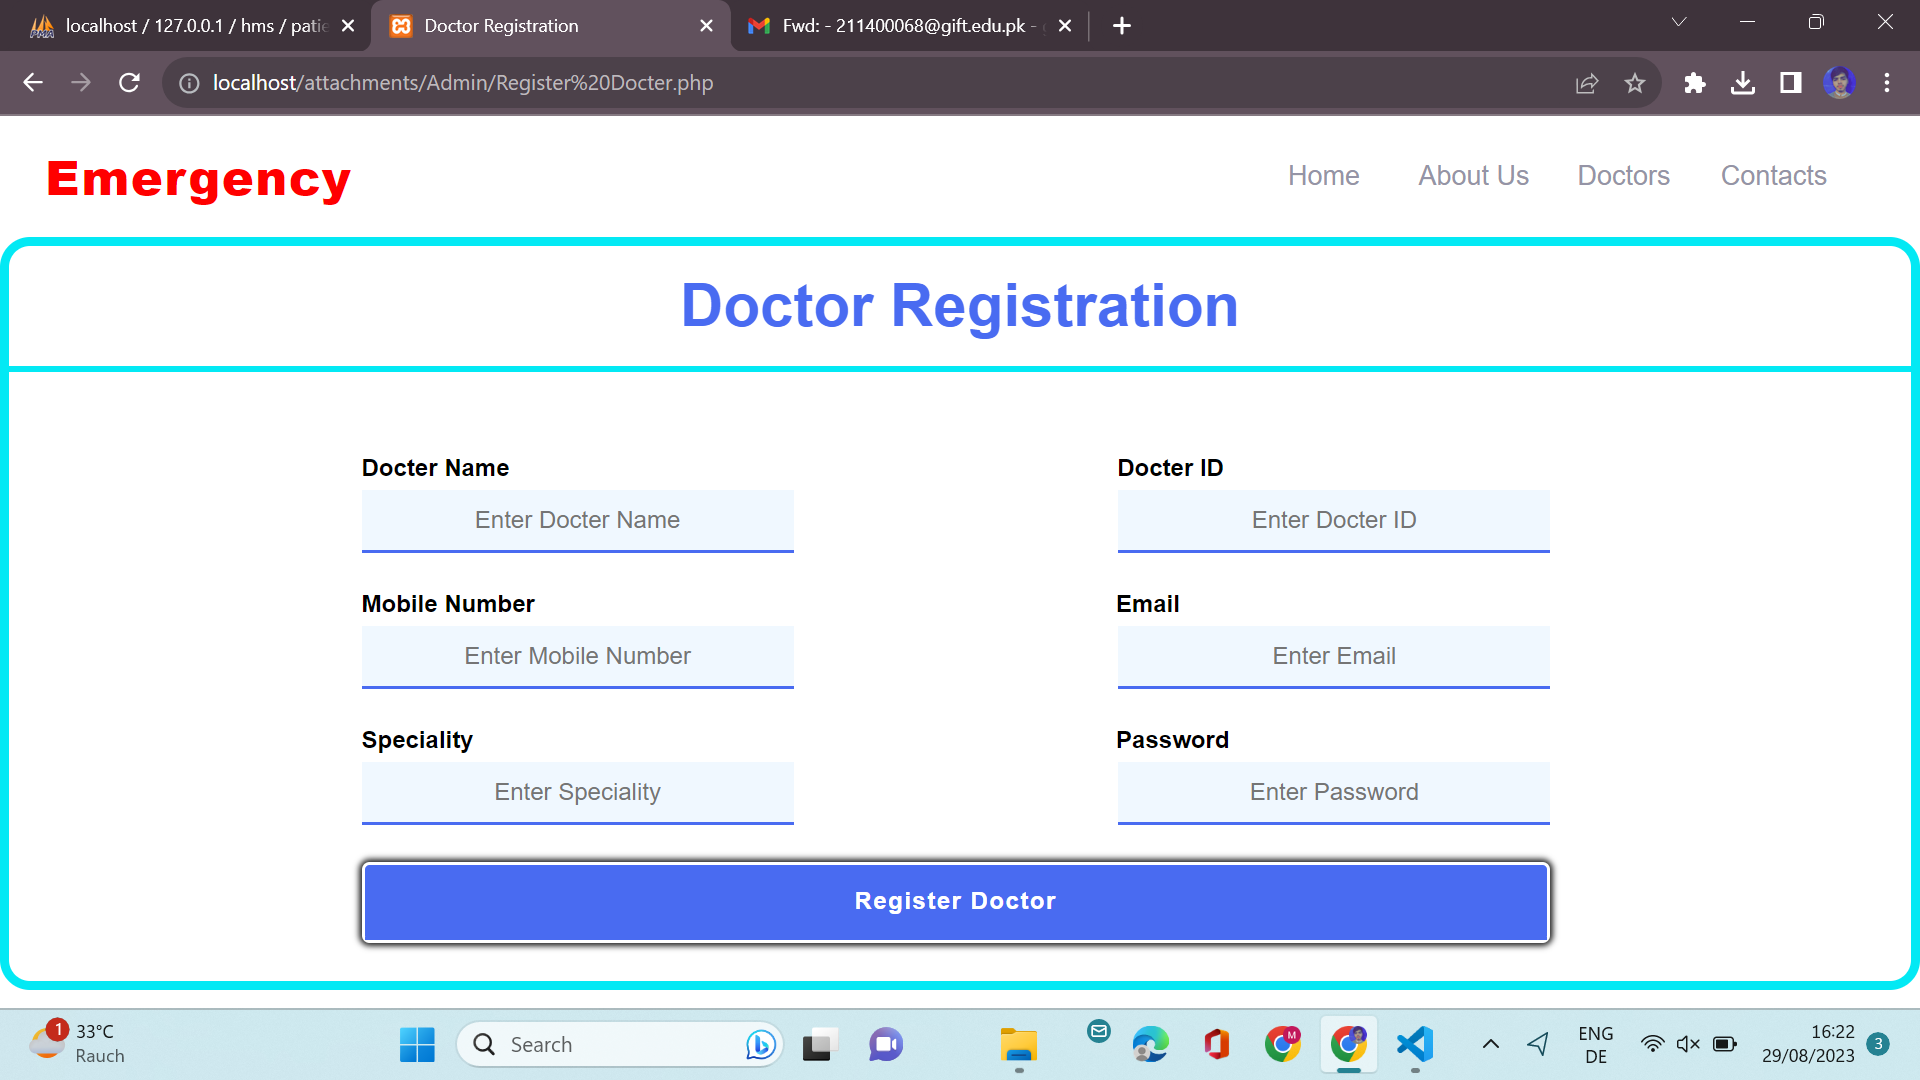 localhost / 127.0.0.1 / hms / patie
Doctor Registration
Fwd: - 211400068@gift.edu.pk -
localhost/attachments/Admin/Register%20Docter.php
Emergency
Home About Us Doctors Contacts
Doctor Registration
Docter Name Docter ID
Enter Docter Name Enter Docter ID
Mobile Number Email
Enter Mobile Number Enter Email
Speciality Password
Enter Speciality Enter Password
Register Doctor
1 33°C
Rauch
Search
M
ENG
DE
16:22
29/08/2023
3